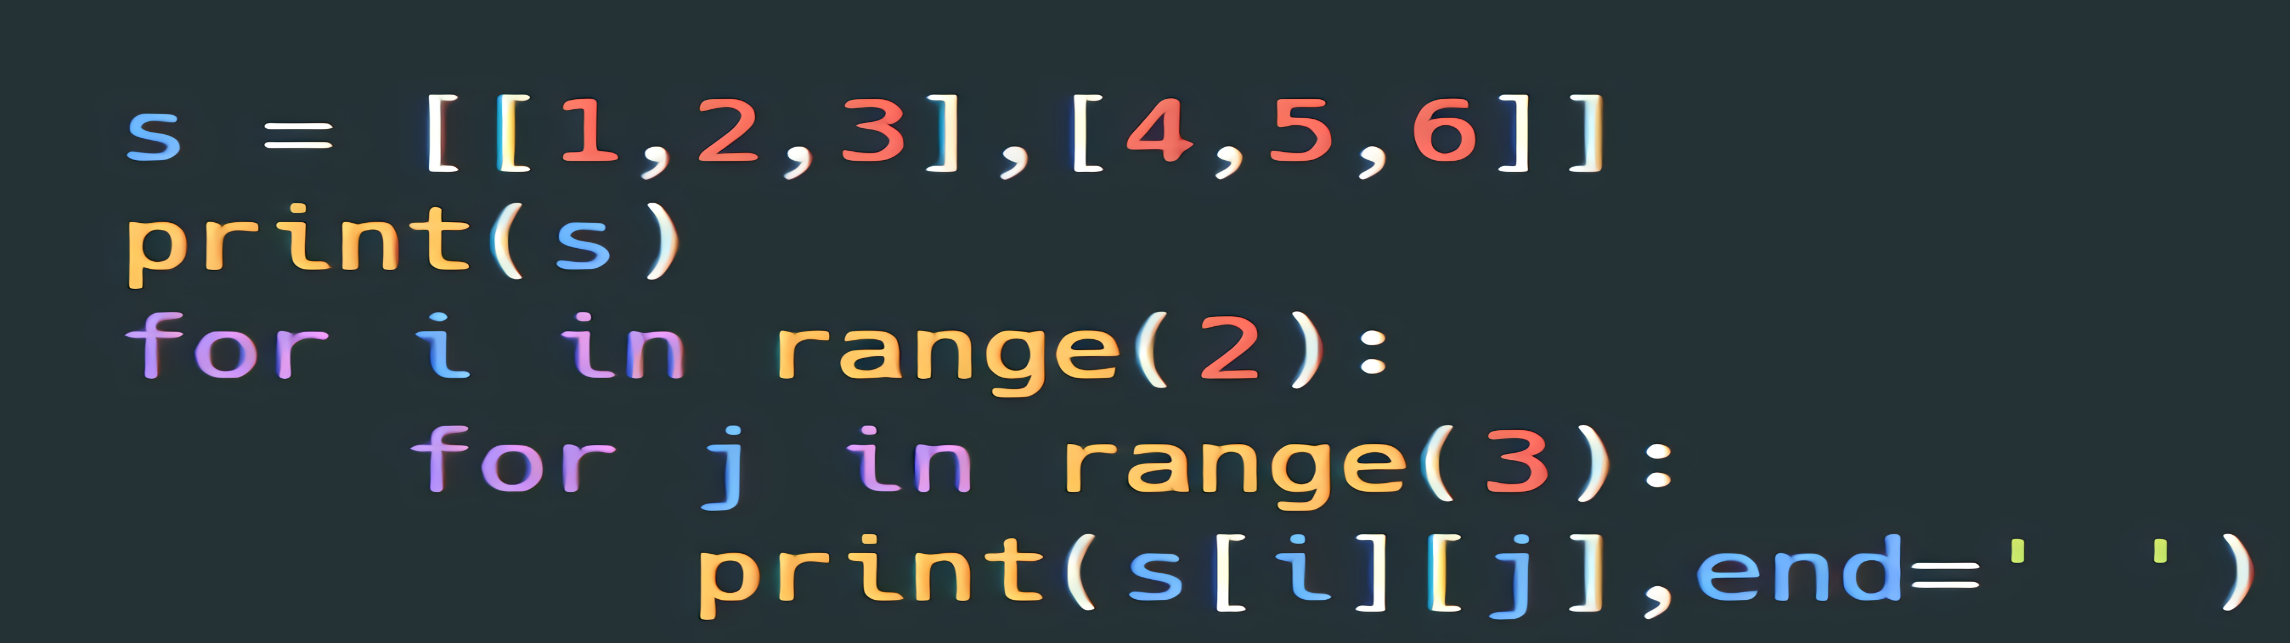 s = [[1,2,3],[4,5,6]]
print(s)
for i in range(2):
    for j in range(3):
        print(s[i][j],end=' ')